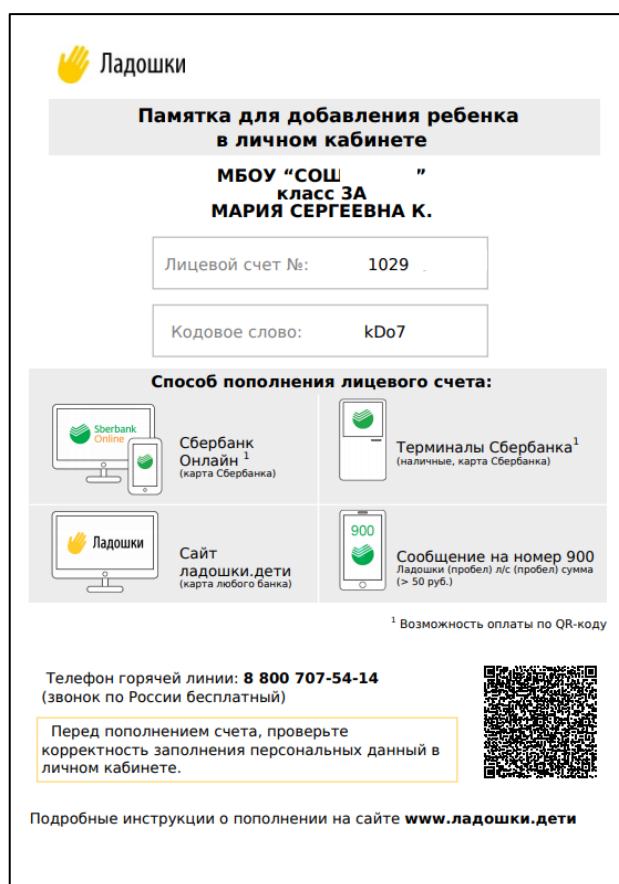 Ладошки
Памятка для добавления ребенка
в личном кабинете
МБОУ “СОШ ”
класс 3А
МАРИЯ СЕРГЕЕВНА К.
Лицевой счет №: 1029
Кодовое слово: kDo7
Способ пополнения лицевого счета:
Sberbank
Online
Сбербанк
Онлайн 1
(карта Сбербанка)
Терминалы Сбербанка1
(наличные, карта Сбербанка)
Ладошки
Сайт
ладошки.дети
(карта любого банка)
900
Сообщение на номер 900
Ладошки (пробел) л/с (пробел) сумма
(> 50 руб.)
1 Возможность оплаты по QR-коду
Телефон горячей линии: 8 800 707-54-14
(звонок по России бесплатный)
Перед пополнением счета, проверьте
корректность заполнения персональных данный в
личном кабинете.
Подробные инструкции о пополнении на сайте www.ладошки.дети